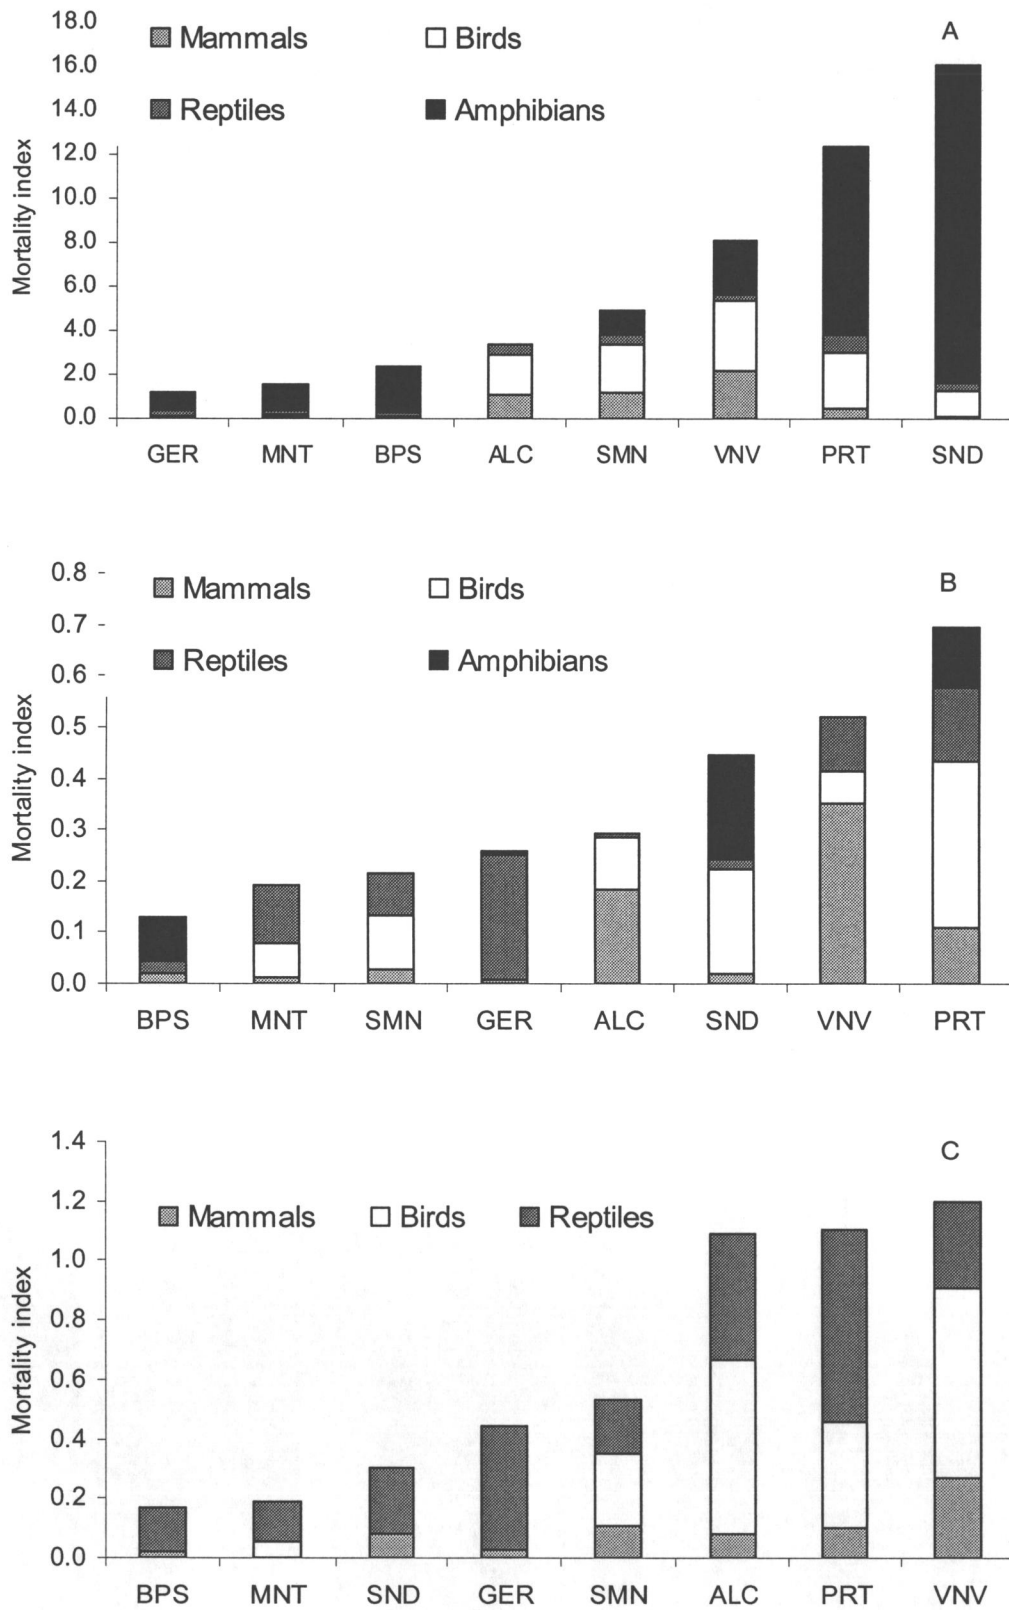 18.0
Mammals Birds A
16.0
14.0
Reptiles Amphibians
12.0
10.0
8.0
6.0
4.0
2.0
0.0
Mortality index
GER MNT BPS ALC SMN VNV PRT SND
0.8
Mammals Birds B
0.7
Reptiles Amphibians
0.6
0.5
0.4
0.3
0.2
0.1
0.0
Mortality index
BPS MNT SMN GER ALC SND VNV PRT
1.4
C
1.2
Mammals Birds Reptiles
1.0
0.8
0.6
0.4
0.2
0.0
Mortality index
BPS MNT SND GER SMN ALC PRT VNV